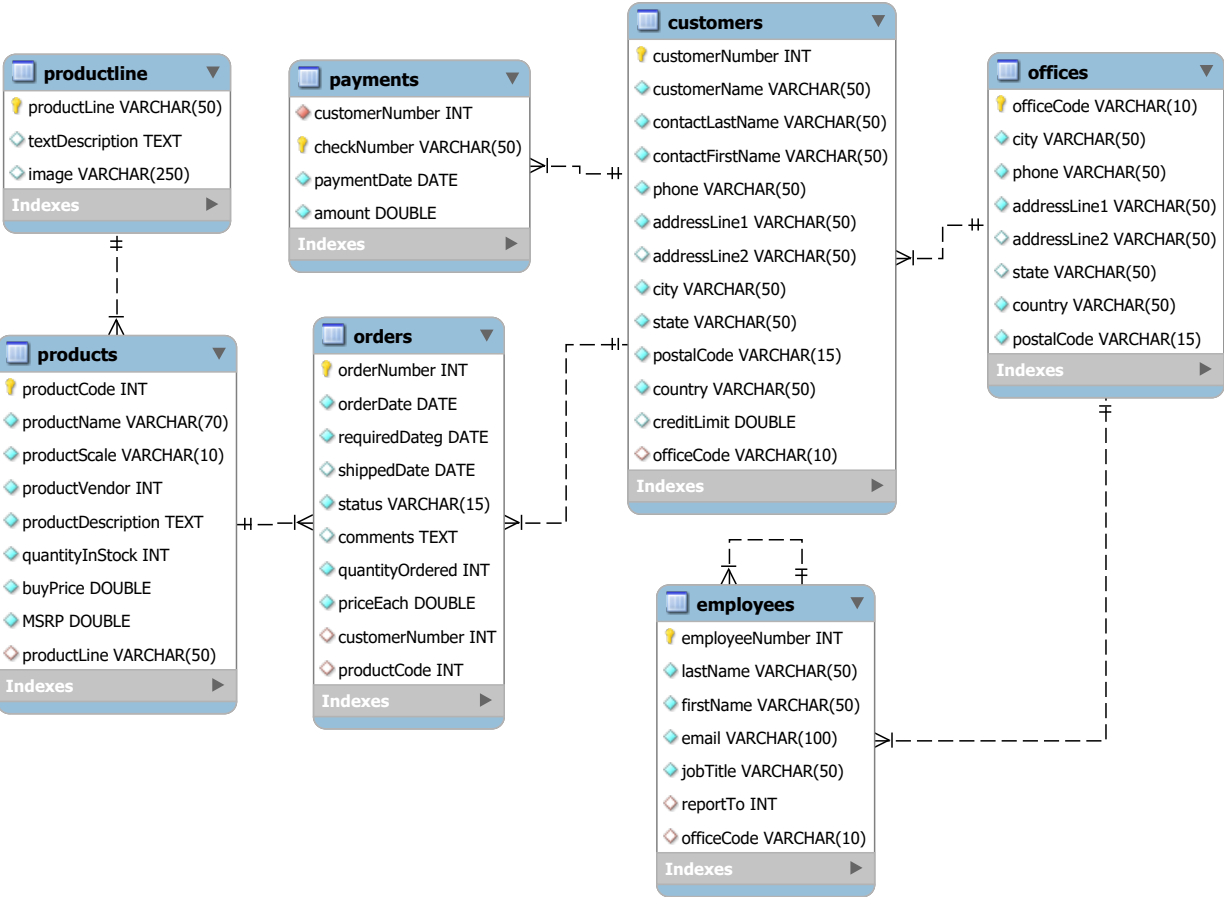 productline
productLine VARCHAR(50)
textDescription TEXT
image VARCHAR(250)
Indexes
payments
customerNumber INT
checkNumber VARCHAR(50)
paymentDate DATE
amount DOUBLE
Indexes
customers
customerNumber INT
customerName VARCHAR(50)
contactLastName VARCHAR(50)
contactFirstName VARCHAR(50)
phone VARCHAR(50)
addressLine1 VARCHAR(50)
addressLine2 VARCHAR(50)
city VARCHAR(50)
state VARCHAR(50)
postalCode VARCHAR(15)
country VARCHAR(50)
creditLimit DOUBLE
officeCode VARCHAR(10)
Indexes
offices
officeCode VARCHAR(10)
city VARCHAR(50)
phone VARCHAR(50)
addressLine1 VARCHAR(50)
addressLine2 VARCHAR(50)
state VARCHAR(50)
country VARCHAR(50)
postalCode VARCHAR(15)
Indexes
products
productCode INT
productName VARCHAR(70)
productScale VARCHAR(10)
productVendor INT
productDescription TEXT
quantityInStock INT
buyPrice DOUBLE
MSRP DOUBLE
productLine VARCHAR(50)
Indexes
orders
orderNumber INT
orderDate DATE
requiredDateg DATE
shippedDate DATE
status VARCHAR(15)
comments TEXT
quantityOrdered INT
priceEach DOUBLE
customerNumber INT
productCode INT
Indexes
employees
employeeNumber INT
lastName VARCHAR(50)
firstName VARCHAR(50)
email VARCHAR(100)
jobTitle VARCHAR(50)
reportTo INT
officeCode VARCHAR(10)
Indexes